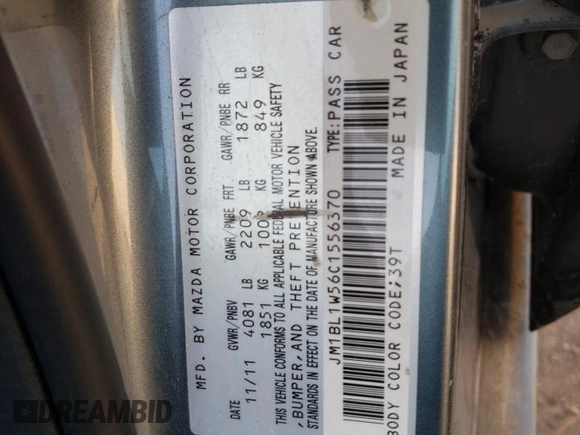 MFD. BY MAZDA MOTOR CORPORATION
DATE GVWR/PNBV GAWR/PNBE FRT GAWR/PNBE RR
11/11 4081 LB 2209 LB 1872 LB
1851 KG KG 849 KG
THIS VEHICLE CONFORMS TO ALL APPLICABLE FEDERAL MOTOR VEHICLE SAFETY
, BUMPER, AND THEFT PREVENTION
STANDARDS IN EFFECT ON THE DATE OF MANUFACTURE SHOWN ABOVE.
JM1BL1W56C1556370 TYPE:PASS CAR
BODY COLOR CODE;39T MADE IN JAPAN
DREAMBID